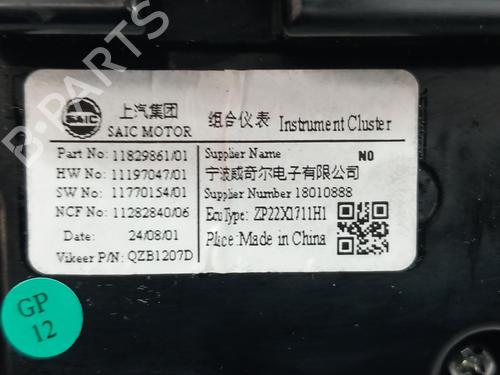 SAIC
上汽集团
SAIC MOTOR
组合仪表 Instrument Cluster
Part No: 11829861/01
HW No: 11197047/01
SW No: 11770154/01
NCF No: 11282840/06
Date: 24/08/01
Vikeer P/N: QZB1207D
Supplier Name NO
宁波威奇尔电子有限公司
Supplier Number 18010888
EcuType: ZP22X1711H1
Place: Made in China
GP
12
B-PARTS